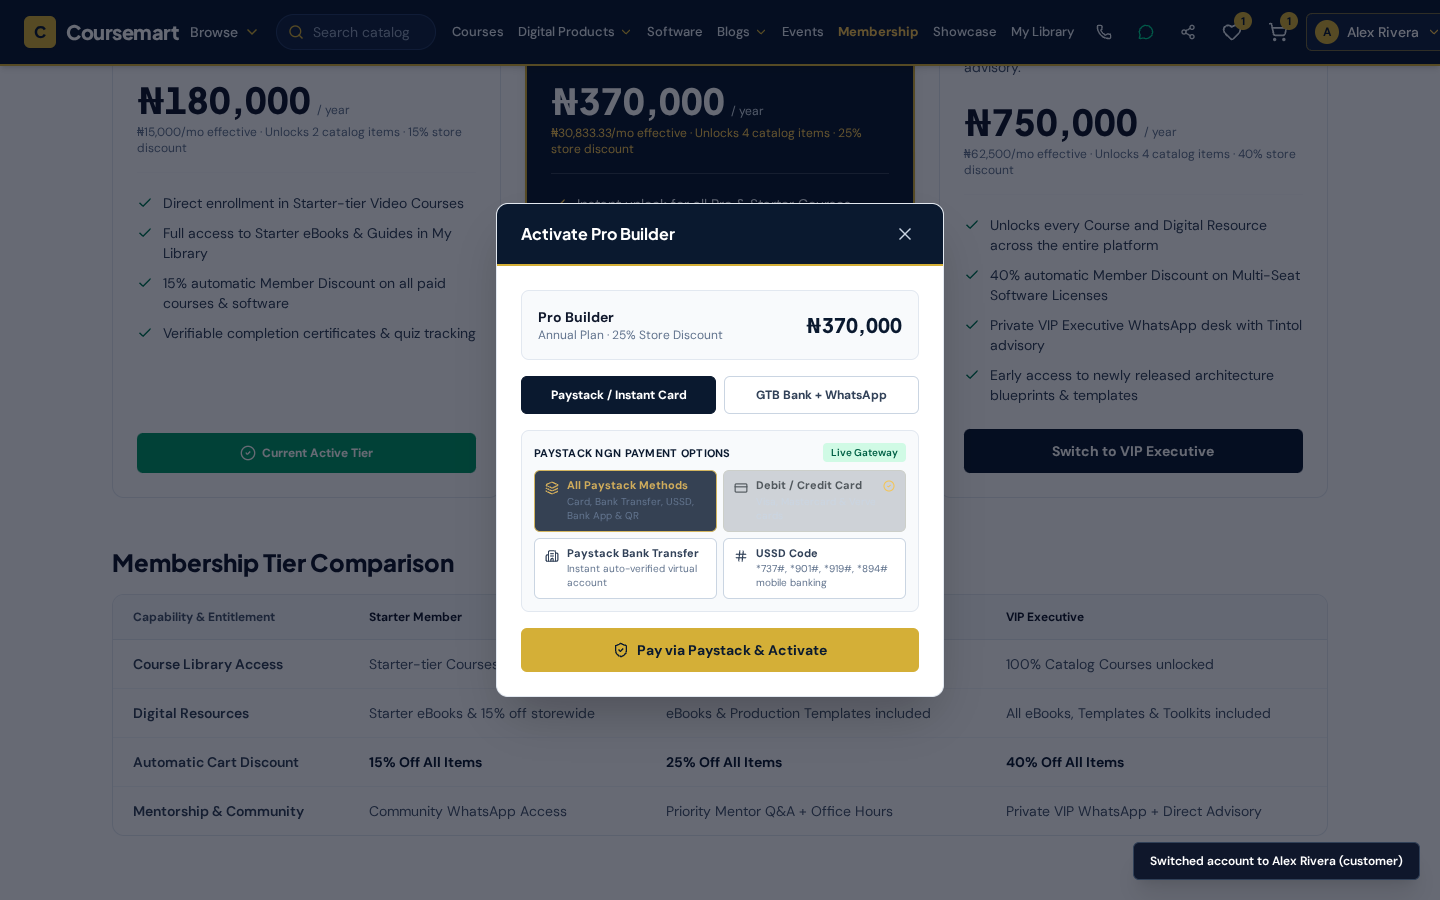 C Coursemart Browse Search catalog Courses Digital Products Software Blogs Events Membership Showcase My Library 1 1 A Alex Rivera
advisory.
₦180,000 / year
₦15,000/mo effective · Unlocks 2 catalog items · 15% store
discount
Direct enrollment in Starter-tier Video Courses
Full access to Starter eBooks & Guides in My
Library
15% automatic Member Discount on all paid
courses & software
Verifiable completion certificates & quiz tracking
Current Active Tier
₦370,000 / year
₦30,833.33/mo effective · Unlocks 4 catalog items · 25%
store discount
Instant unlock for all Pro & Starter Courses
₦750,000 / year
₦62,500/mo effective · Unlocks 4 catalog items · 40% store
discount
Unlocks every Course and Digital Resource
across the entire platform
40% automatic Member Discount on Multi-Seat
Software Licenses
Private VIP Executive WhatsApp desk with Tintol
advisory
Early access to newly released architecture
blueprints & templates
Switch to VIP Executive
Activate Pro Builder
Pro Builder
Annual Plan · 25% Store Discount
₦370,000
Paystack / Instant Card
GTB Bank + WhatsApp
PAYSTACK NGN PAYMENT OPTIONS
Live Gateway
All Paystack Methods
Card, Bank Transfer, USSD,
Bank App & QR
Debit / Credit Card
Paystack Bank Transfer
Instant auto-verified virtual
account
USSD Code
*737#, *901#, *919#, *894#
mobile banking
Pay via Paystack & Activate
Membership Tier Comparison
Capability & Entitlement Starter Member VIP Executive
Course Library Access Starter-tier Courses 100% Catalog Courses unlocked
Digital Resources Starter eBooks & 15% off storewide eBooks & Production Templates included All eBooks, Templates & Toolkits included
Automatic Cart Discount 15% Off All Items 25% Off All Items 40% Off All Items
Mentorship & Community Community WhatsApp Access Priority Mentor Q&A + Office Hours Private VIP WhatsApp + Direct Advisory
Switched account to Alex Rivera (customer)